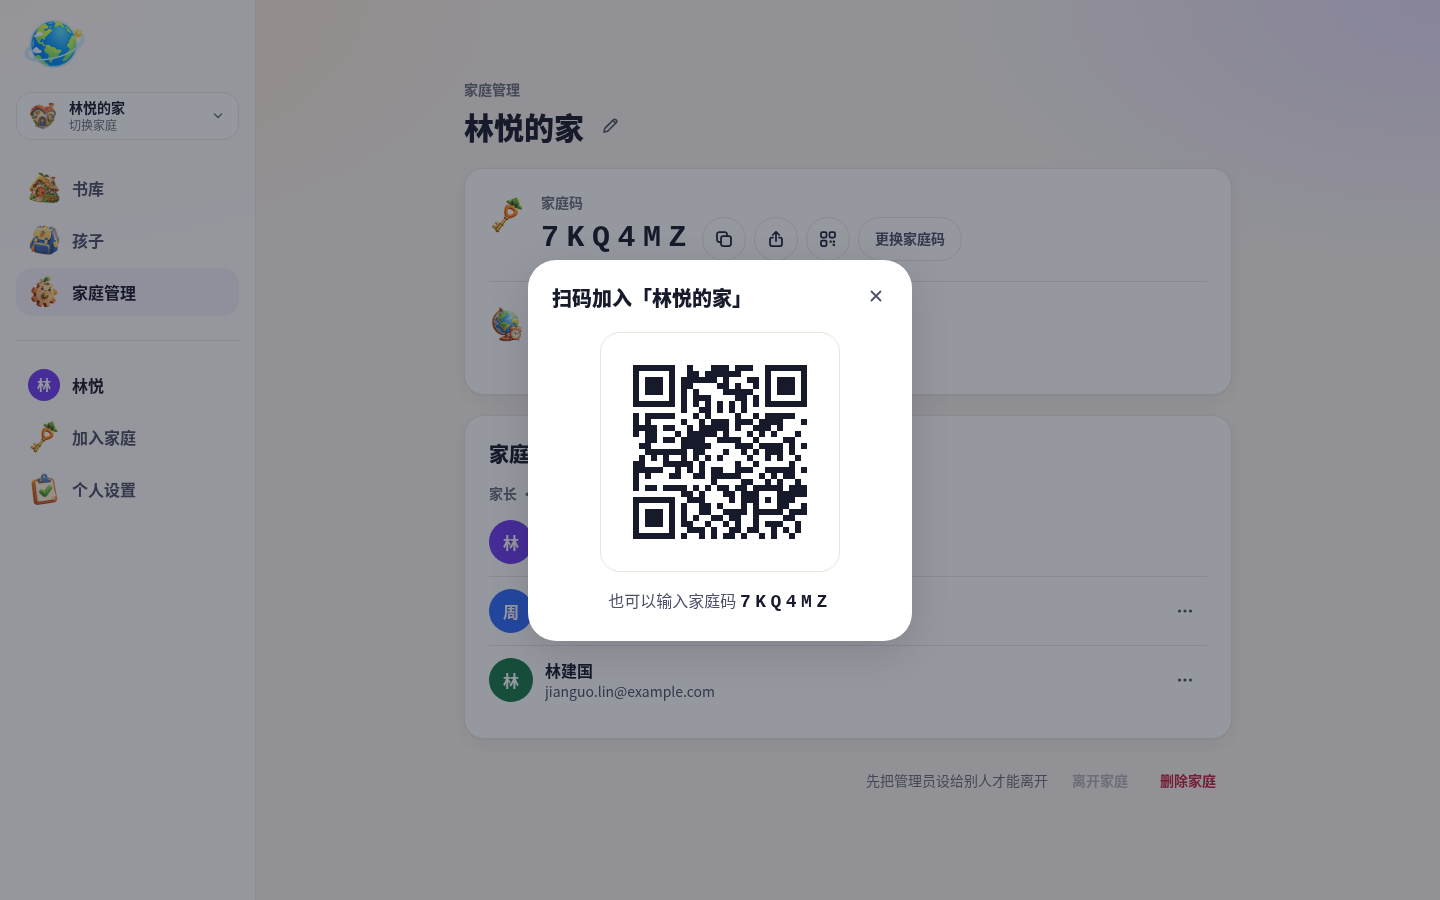 林悦的家
切换家庭
书库
孩子
家庭管理
林
林悦
加入家庭
个人设置
家庭管理
林悦的家
家庭码
7KQ4MZ
更换家庭码
扫码加入「林悦的家」
也可以输入家庭码 7KQ4MZ
家庭
家长
林
周
林
林建国
jianguo.lin@example.com
先把管理员设给别人才能离开
离开家庭
删除家庭